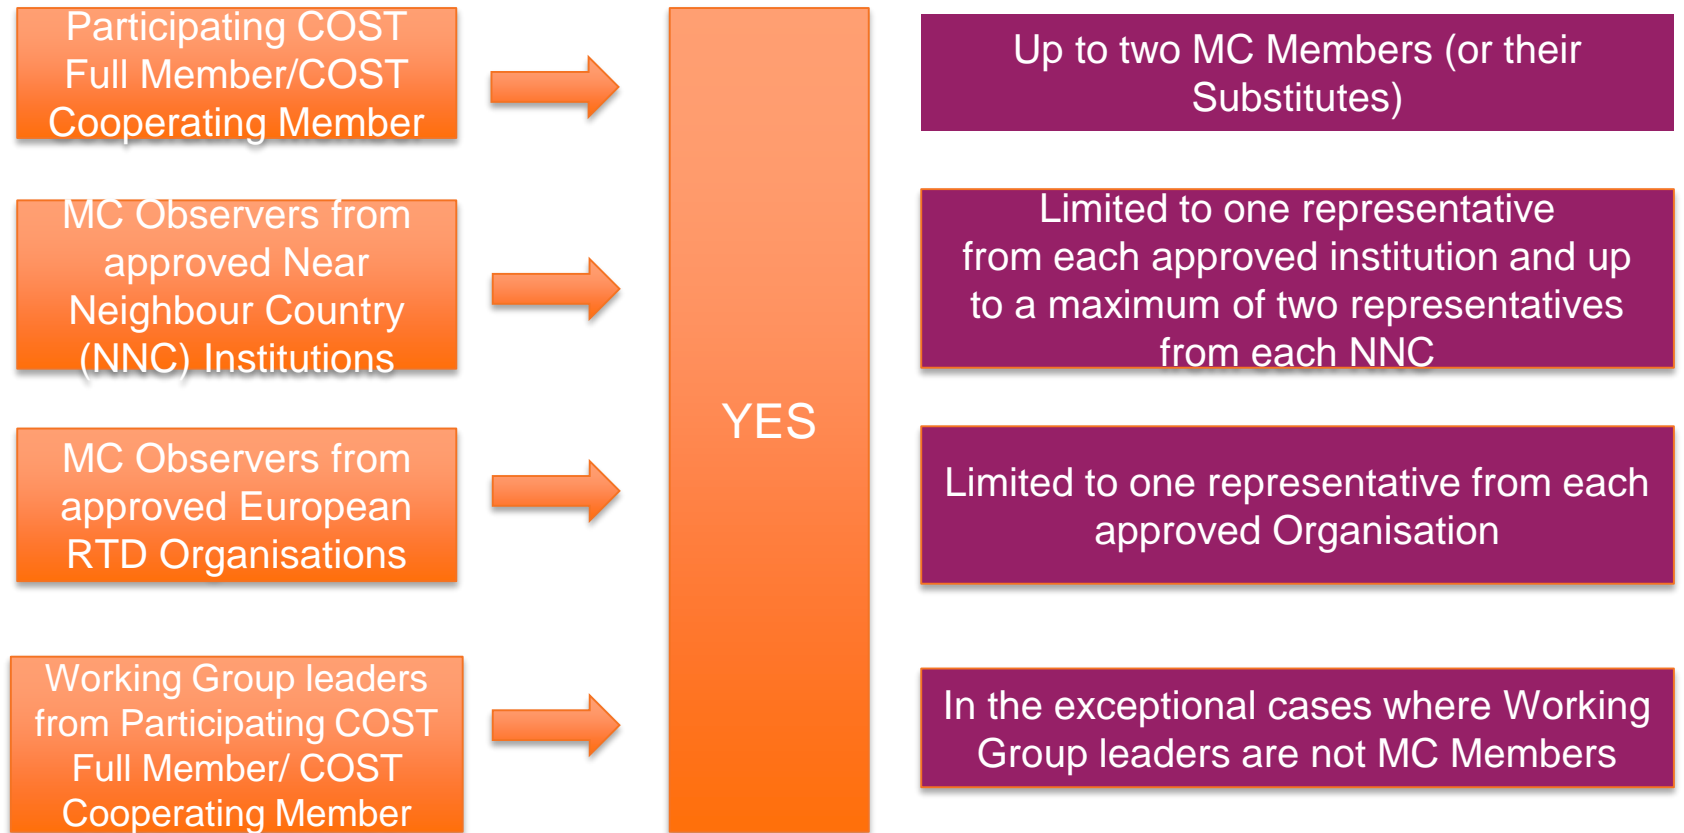 Participating COST
Full Member/COST
Cooperating Member
Up to two MC Members (or their
Substitutes)
MC Observers from
approved Near
Neighbour Country
(NNC) Institutions
Limited to one representative
from each approved institution and up
to a maximum of two representatives
from each NNC
YES
MC Observers from
approved European
RTD Organisations
Limited to one representative from each
approved Organisation
Working Group leaders
from Participating COST
Full Member/ COST
Cooperating Member
In the exceptional cases where Working
Group leaders are not MC Members